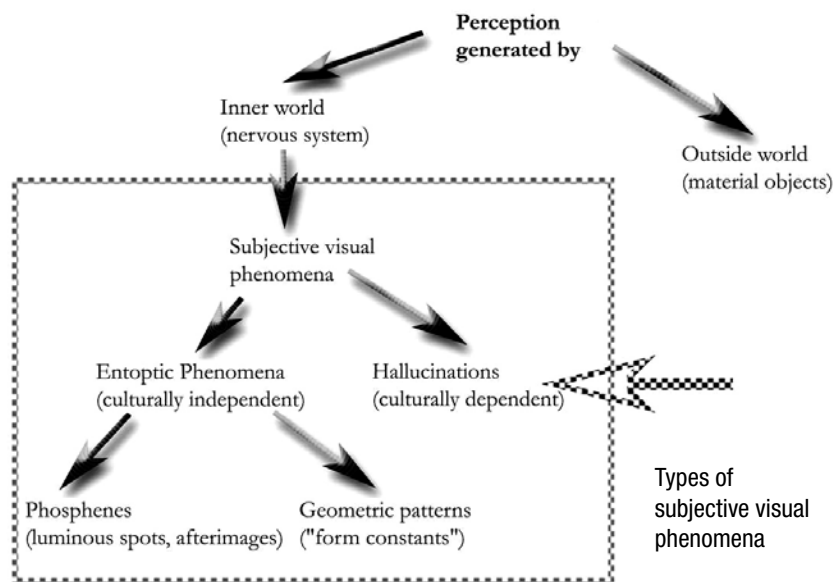 Perception
generated by
Inner world
(nervous system)
Outside world
(material objects)
Subjective visual
phenomena
Entoptic Phenomena
(culturally independent)
Hallucinations
(culturally dependent)
Phosphenes
(luminous spots, afterimages)
Geometric patterns
("form constants")
Types of
subjective visual
phenomena